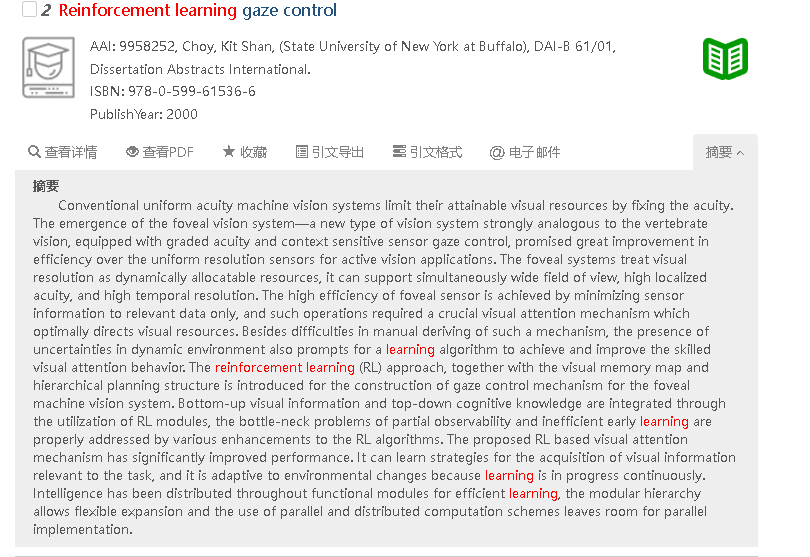 2 Reinforcement learning gaze control
AAI: 9958252, Choy, Kit Shan, (State University of New York at Buffalo), DAI-B 61/01,
Dissertation Abstracts International.
ISBN: 978-0-599-61536-6
PublishYear: 2000
查看详情 查看PDF 收藏 引文导出 引文格式 电子邮件 摘要
摘要
Conventional uniform acuity machine vision systems limit their attainable visual resources by fixing the acuity.
The emergence of the foveal vision system—a new type of vision system strongly analogous to the vertebrate
vision, equipped with graded acuity and context sensitive sensor gaze control, promised great improvement in
efficiency over the uniform resolution sensors for active vision applications. The foveal systems treat visual
resolution as dynamically allocatable resources, it can support simultaneously wide field of view, high localized
acuity, and high temporal resolution. The high efficiency of foveal sensor is achieved by minimizing sensor
information to relevant data only, and such operations required a crucial visual attention mechanism which
optimally directs visual resources. Besides difficulties in manual deriving of such a mechanism, the presence of
uncertainties in dynamic environment also prompts for a learning algorithm to achieve and improve the skilled
visual attention behavior. The reinforcement learning (RL) approach, together with the visual memory map and
hierarchical planning structure is introduced for the construction of gaze control mechanism for the foveal
machine vision system. Bottom-up visual information and top-down cognitive knowledge are integrated through
the utilization of RL modules, the bottle-neck problems of partial observability and inefficient early learning are
properly addressed by various enhancements to the RL algorithms. The proposed RL based visual attention
mechanism has significantly improved performance. It can learn strategies for the acquisition of visual information
relevant to the task, and it is adaptive to environmental changes because learning is in progress continuously.
Intelligence has been distributed throughout functional modules for efficient learning, the modular hierarchy
allows flexible expansion and the use of parallel and distributed computation schemes leaves room for parallel
implementation.